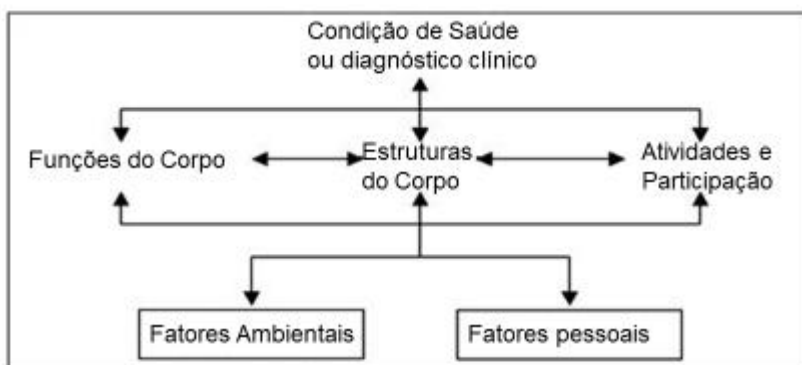 Condição de Saúde
ou diagnóstico clínico
Funções do Corpo
Estruturas
do Corpo
Atividades e
Participação
Fatores Ambientais
Fatores pessoais